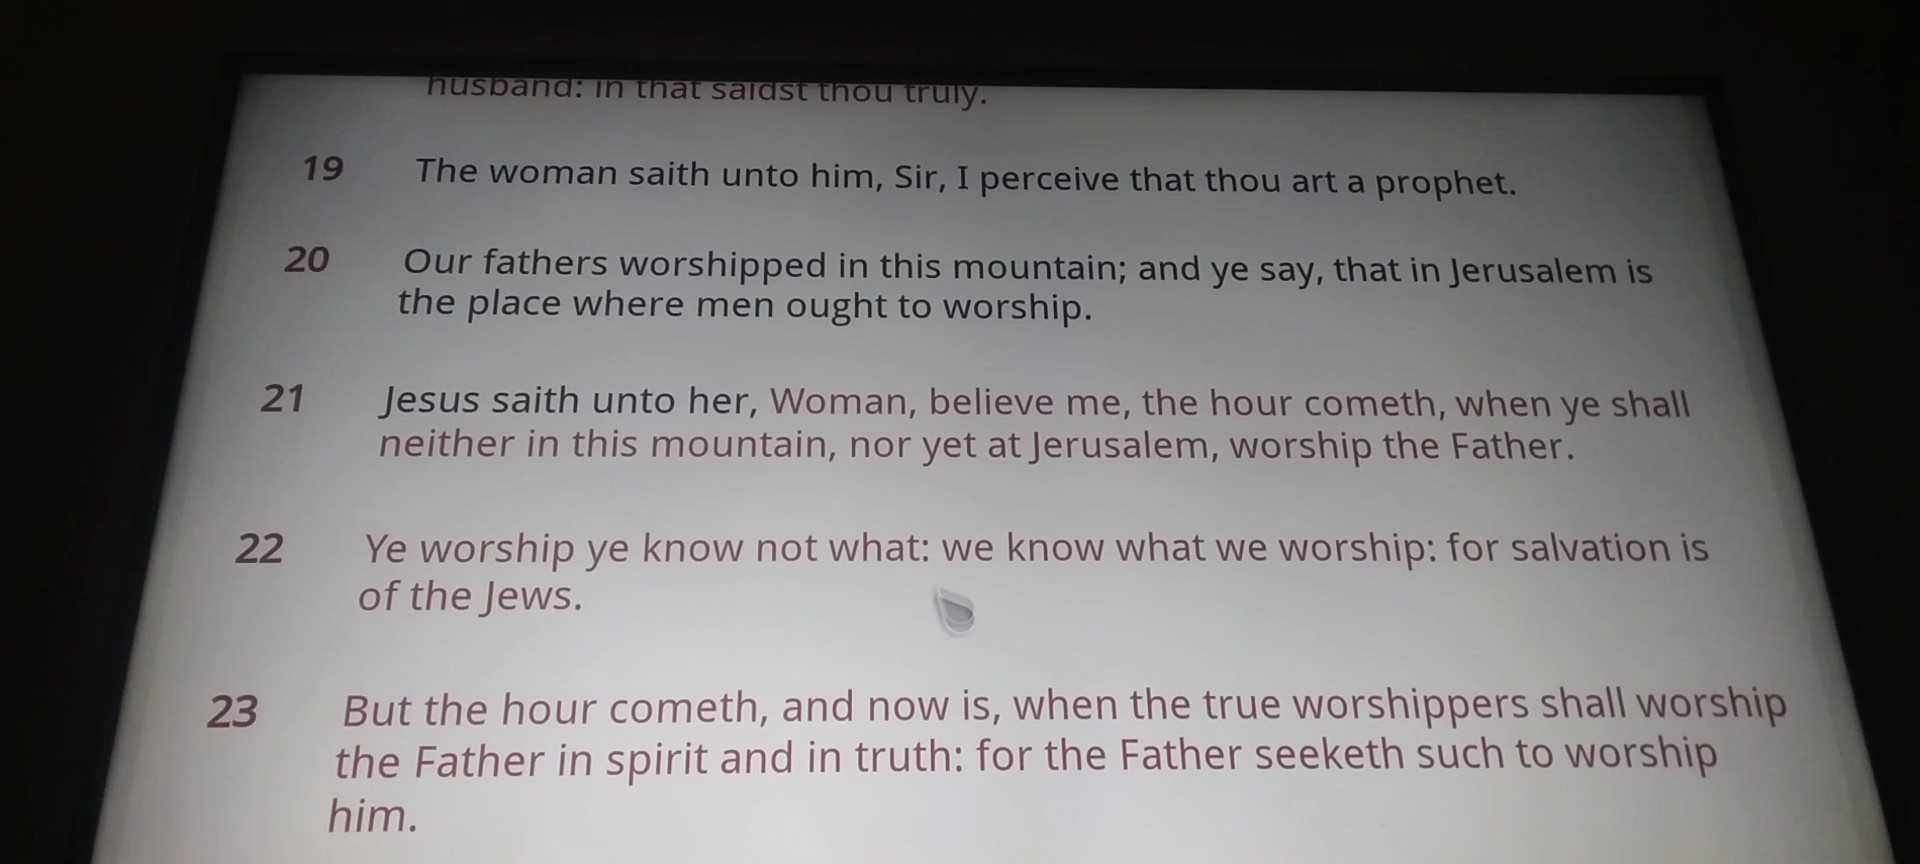 husband: in that saidst thou truly.
19 The woman saith unto him, Sir, I perceive that thou art a prophet.
20 Our fathers worshipped in this mountain; and ye say, that in Jerusalem is
the place where men ought to worship.
21 Jesus saith unto her, Woman, believe me, the hour cometh, when ye shall
neither in this mountain, nor yet at Jerusalem, worship the Father.
22 Ye worship ye know not what: we know what we worship: for salvation is
of the Jews.
23 But the hour cometh, and now is, when the true worshippers shall worship
the Father in spirit and in truth: for the Father seeketh such to worship
him.